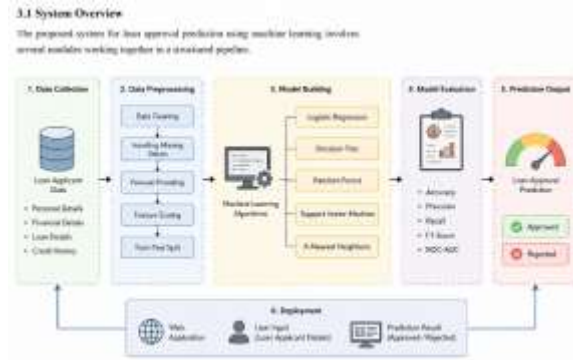 3.1 System Overview
The proposed system for loan approval prediction using machine learning involves
several modules working together in a structured pipeline.
1. Data Collection
Loan Applicant
Data
• Personal Details
• Financial Details
• Loan Details
• Credit History
2. Data Preprocessing
Data Cleaning
Handling Missing
Values
Feature Scaling
Train-Test Split
3. Model Building
Machine Learning
Algorithms
Logistic Regression
Decision Tree
Random Forest
Support Vector Machine
K-Nearest Neighbors
4. Model Evaluation
• Accuracy
• Precision
• Recall
• F1-Score
• ROC-AUC
5. Prediction Output
Loan Approval
Prediction
Approved
Rejected
6. Deployment
Web
Application
User Input
(Loan Applicant Details)
Prediction Result
(Approved / Rejected)